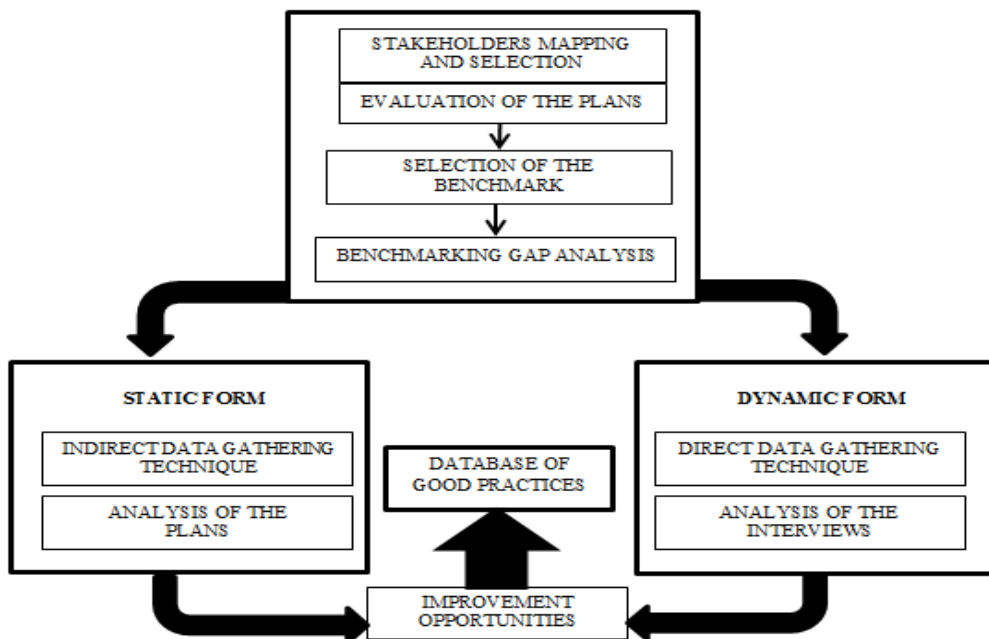 STAKEHOLDERS MAPPING
AND SELECTION
EVALUATION OF THE PLANS
SELECTION OF THE
BENCHMARK
BENCHMARKING GAP ANALYSIS
STATIC FORM
INDIRECT DATA GATHERING
TECHNIQUE
ANALYSIS OF THE
PLANS
DATABASE OF
GOOD PRACTICES
DYNAMIC FORM
DIRECT DATA GATHERING
TECHNIQUE
ANALYSIS OF THE
INTERVIEWS
IMPROVEMENT
OPPORTUNITIES